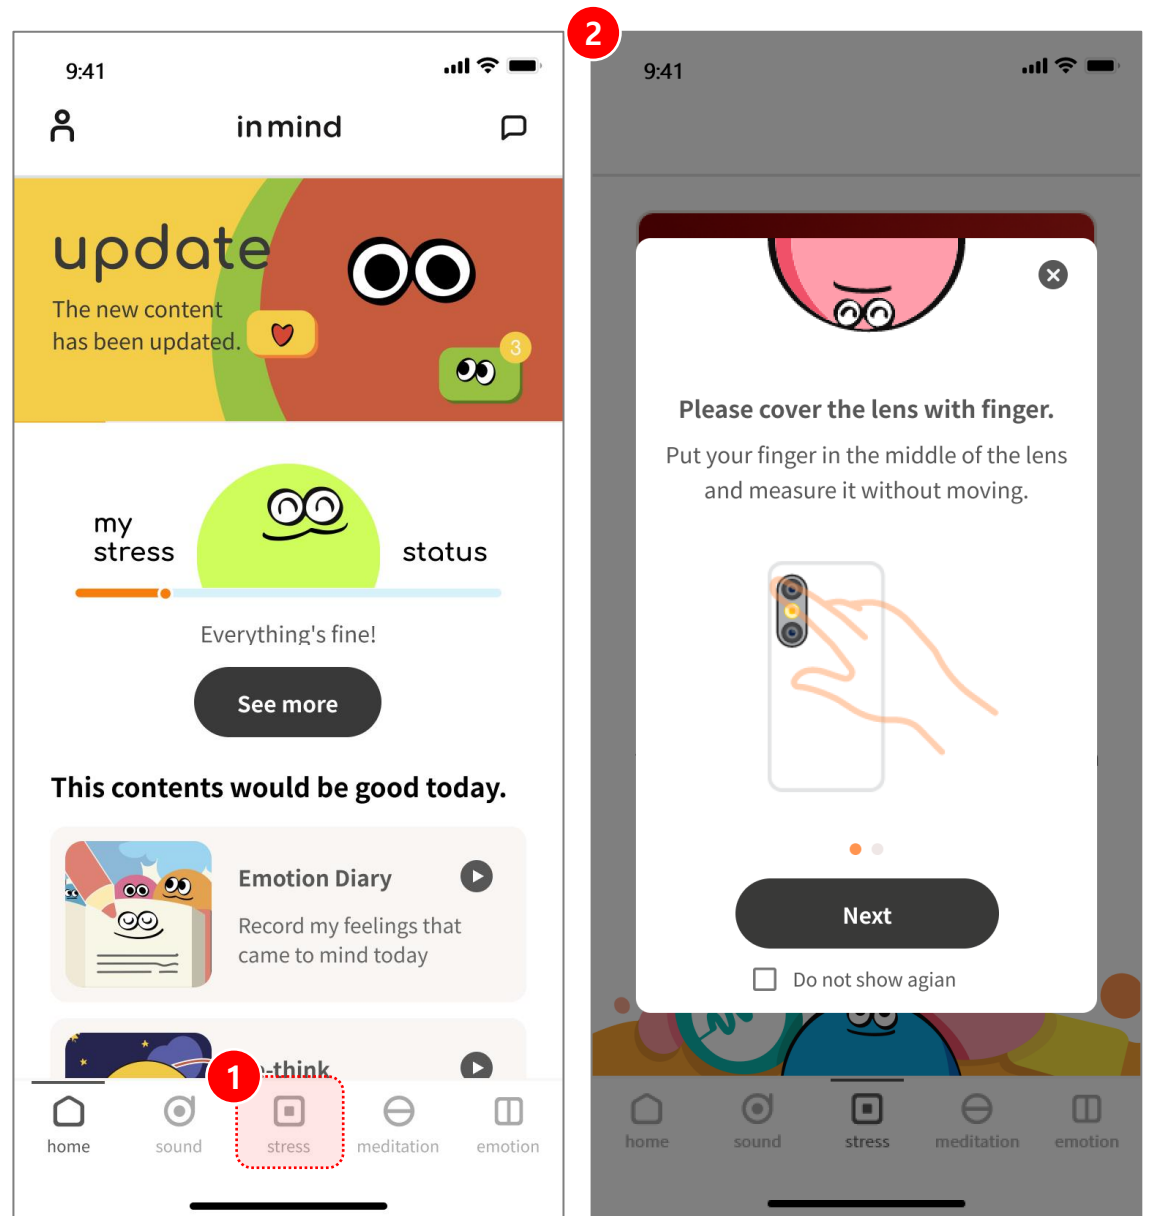 9:41
inmind
update
The new content
has been updated.
3
my
stress
status
Everything's fine!
See more
This contents would be good today.
Emotion Diary
Record my feelings that
came to mind today
-think
1
home
sound
stress
meditation
emotion
2
9:41
Please cover the lens with finger.
Put your finger in the middle of the lens
and measure it without moving.
Next
Do not show agian
home
sound
stress
meditation
emotion